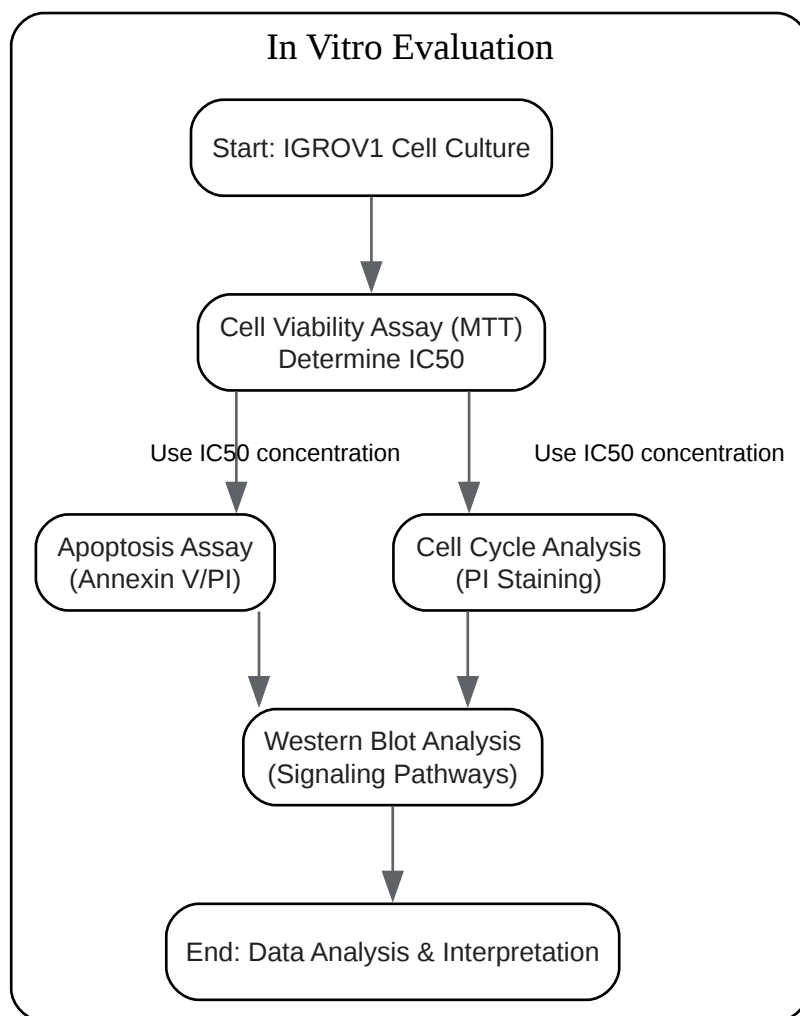 In Vitro Evaluation
Start: IGROV1 Cell Culture
Cell Viability Assay (MTT)
Determine IC50
Use IC50 concentration
Use IC50 concentration
Apoptosis Assay
(Annexin V/PI)
Cell Cycle Analysis
(PI Staining)
Western Blot Analysis
(Signaling Pathways)
End: Data Analysis & Interpretation